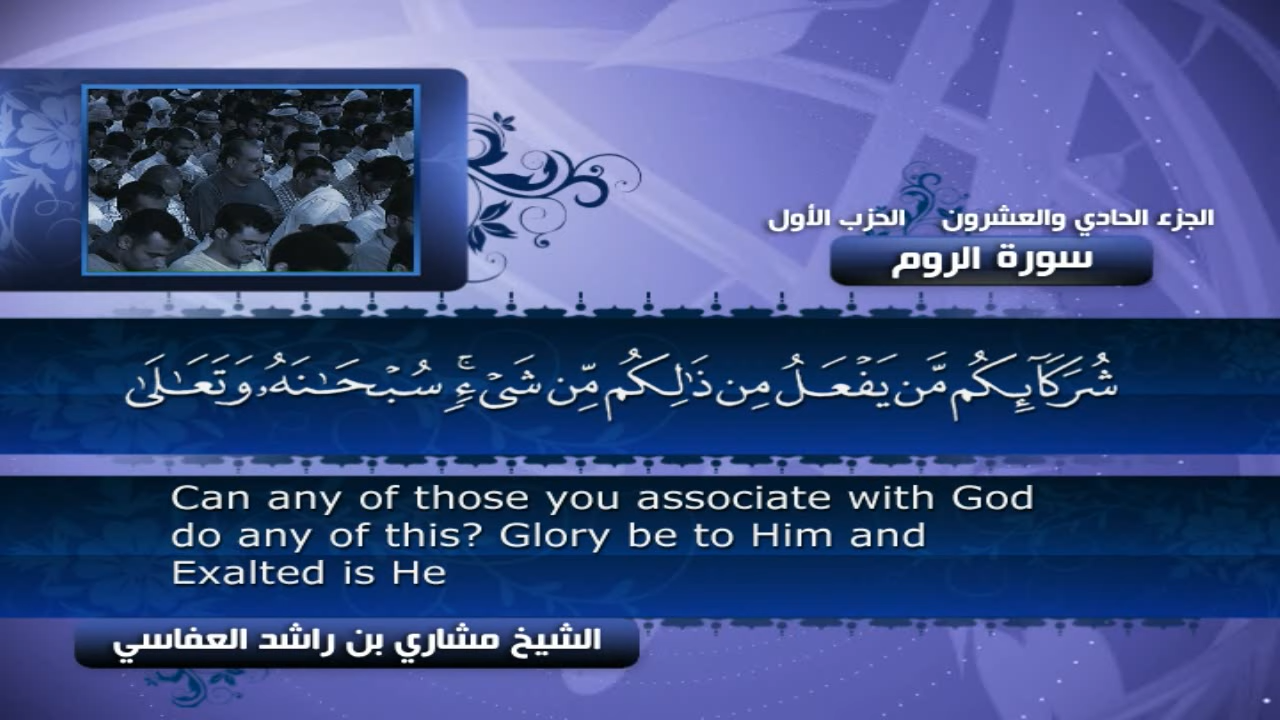 الجزء الحادي والعشرون الحزب الأول
سورة الروم
شُرَكَآئِكُم مَّن يَفْعَلُ مِن ذَٰلِكُم مِّن شَىْءٍۚ سُبْحَـٰنَهُۥ وَتَعَـٰلَىٰ
Can any of those you associate with God
do any of this? Glory be to Him and
Exalted is He
الشيخ مشاري بن راشد العفاسي